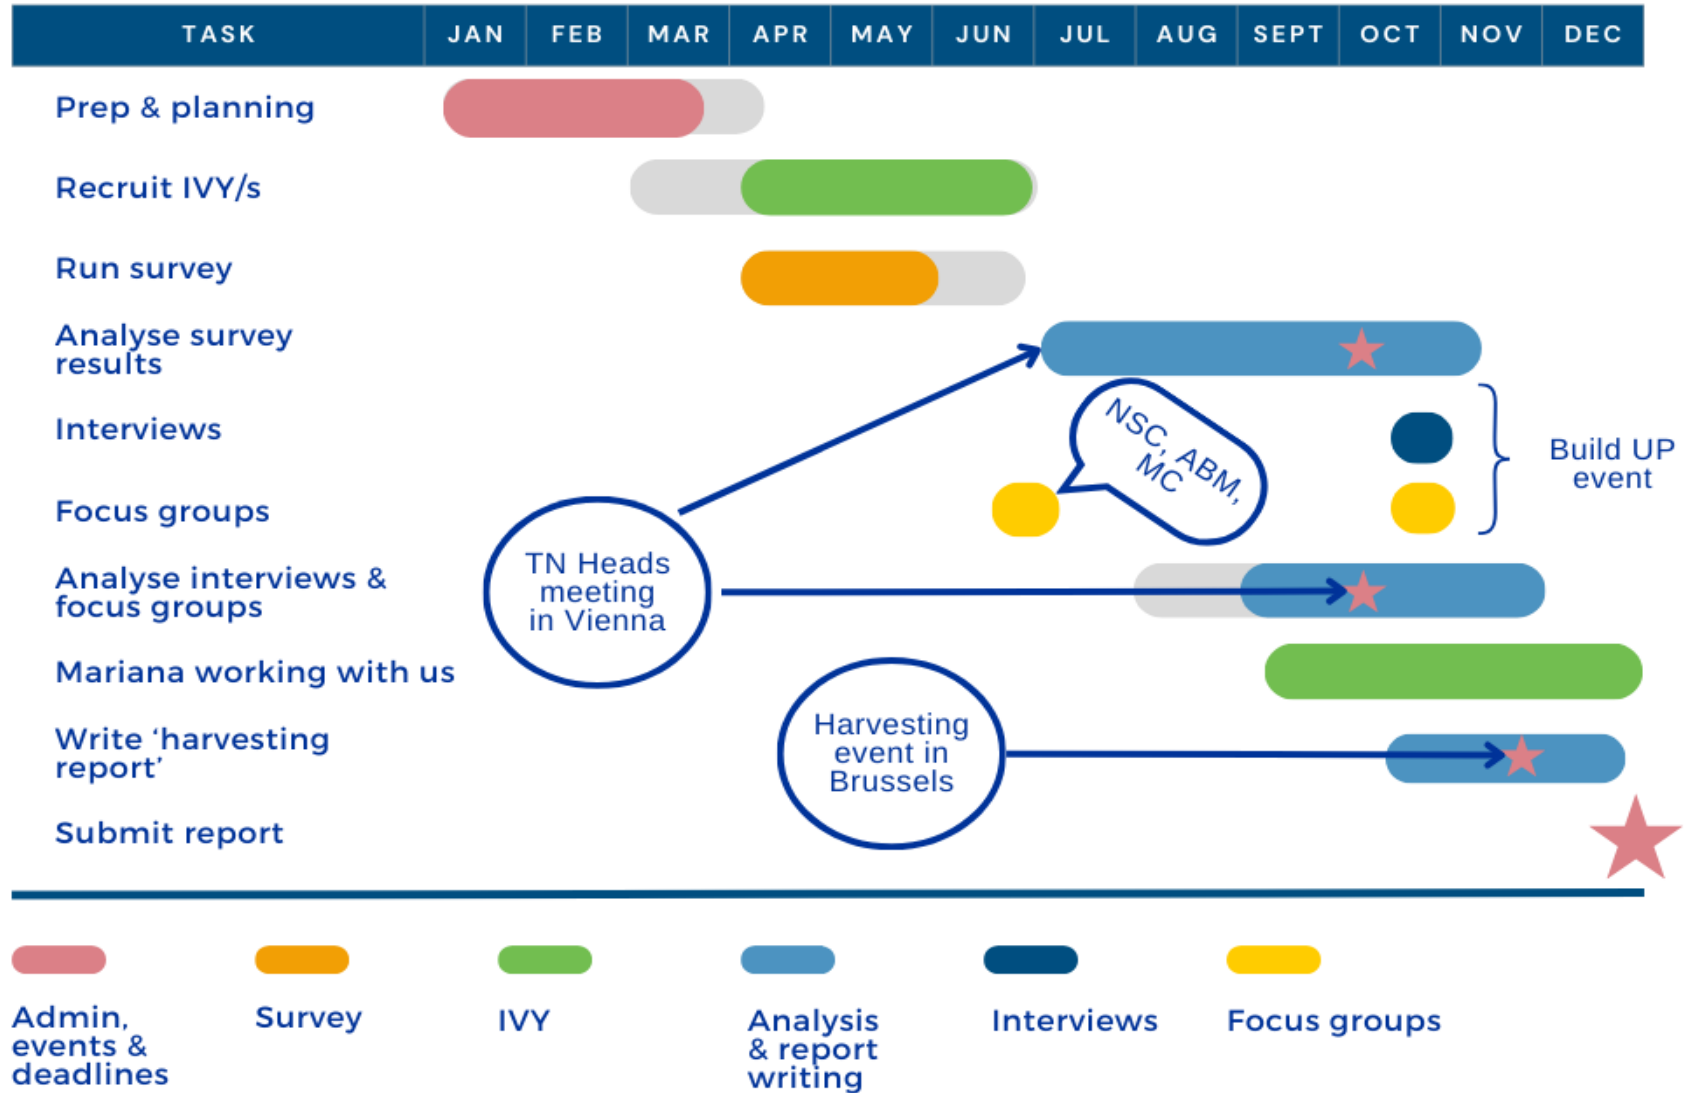 TASK JAN FEB MAR APR MAY JUN JUL AUG SEPT OCT NOV DEC
Prep & planning
Recruit IVY/s
Run survey
Analyse survey
results
Interviews
Focus groups
Analyse interviews &
focus groups
Mariana working with us
Write ‘harvesting
report’
Submit report
NSC, ABM,
MC
Build UP
event
TN Heads
meeting
in Vienna
Harvesting
event in
Brussels
Admin,
events &
deadlines
Survey
IVY
Analysis
& report
writing
Interviews
Focus groups